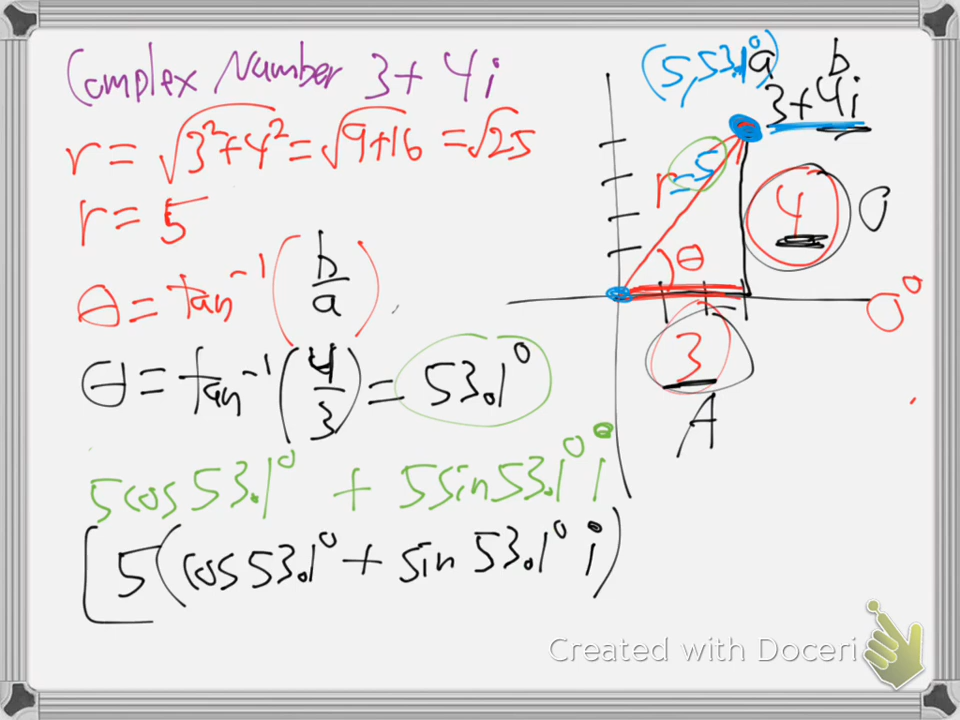 Complex Number 3 + 4i
r = √3²+4² = √9+16 = √25
r = 5
θ = tan⁻¹ (b/a)
θ = tan⁻¹ (4/3) = 53.1°
5cos 53.1° + 5sin 53.1° i
[5(cos 53.1° + sin 53.1° i)
(5, 53.1°)
a b
3 + 4i
r=5
4 O
θ
0°
3
A
Created with Doceri